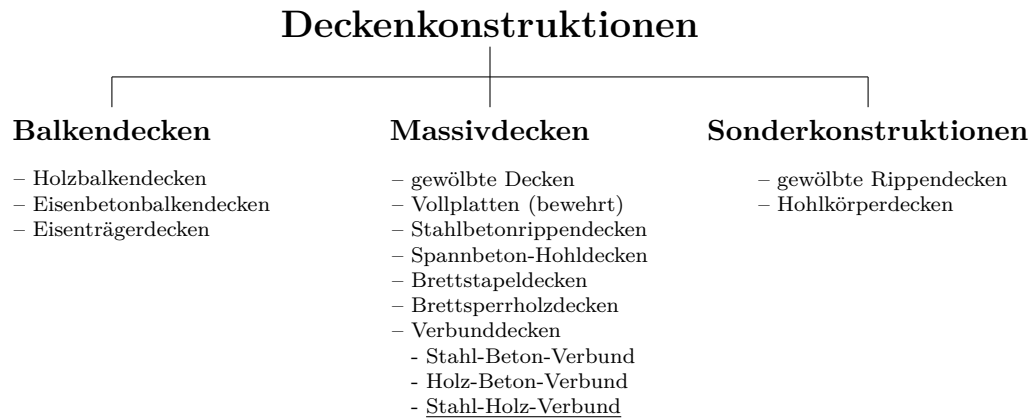 Deckenkonstruktionen
Balkendecken
– Holzbalkendecken
– Eisenbetonbalkendecken
– Eisenträgerdecken
Massivdecken
– gewölbte Decken
– Vollplatten (bewehrt)
– Stahlbetonrippendecken
– Spannbeton-Hohldecken
– Brettstapeldecken
– Brettsperrholzdecken
– Verbunddecken
- Stahl-Beton-Verbund
- Holz-Beton-Verbund
- Stahl-Holz-Verbund
Sonderkonstruktionen
– gewölbte Rippendecken
– Hohlkörperdecken